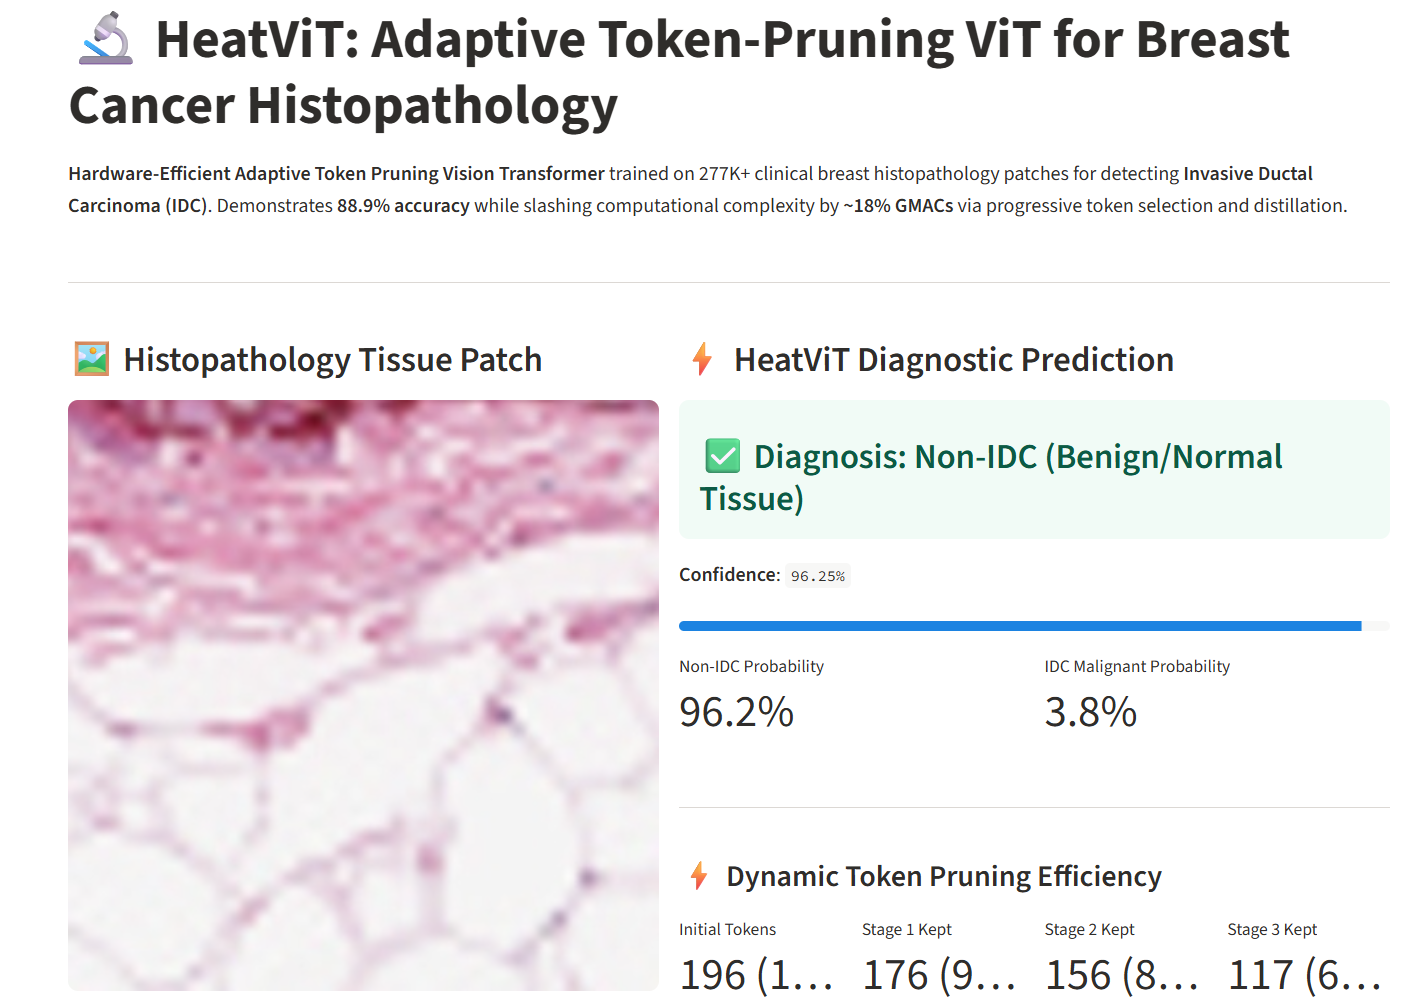 HeatViT: Adaptive Token-Pruning ViT for Breast
Cancer Histopathology
Hardware-Efficient Adaptive Token Pruning Vision Transformer trained on 277K+ clinical breast histopathology patches for detecting Invasive Ductal
Carcinoma (IDC). Demonstrates 88.9% accuracy while slashing computational complexity by ~18% GMACs via progressive token selection and distillation.
Histopathology Tissue Patch
HeatViT Diagnostic Prediction
Diagnosis: Non-IDC (Benign/Normal
Tissue)
Confidence: 96.25%
Non-IDC Probability
IDC Malignant Probability
96.2%
3.8%
Dynamic Token Pruning Efficiency
Initial Tokens
Stage 1 Kept
Stage 2 Kept
Stage 3 Kept
196 (1…
176 (9…
156 (8…
117 (6…